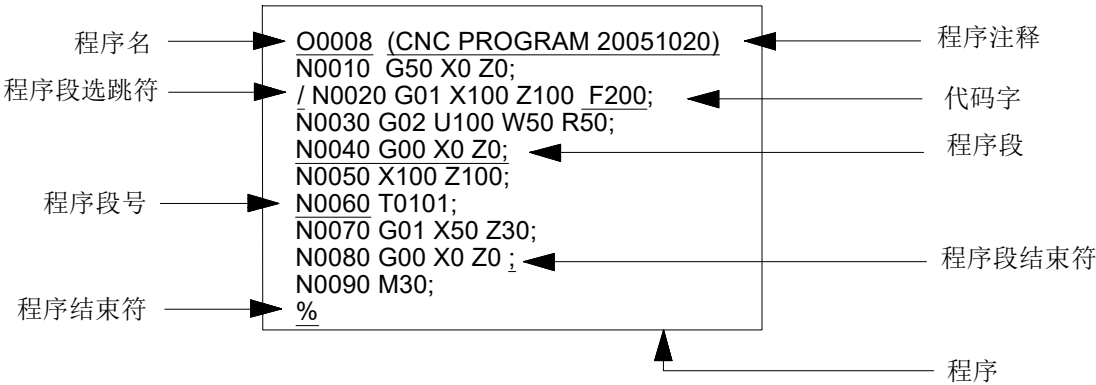 程序名
O0008 (CNC PROGRAM 20051020)
程序注释
N0010 G50 X0 Z0;
程序段选跳符
/ N0020 G01 X100 Z100 F200;
代码字
N0030 G02 U100 W50 R50;
N0040 G00 X0 Z0;
程序段
N0050 X100 Z100;
程序段号
N0060 T0101;
N0070 G01 X50 Z30;
N0080 G00 X0 Z0 ;
程序段结束符
N0090 M30;
程序结束符
%
程序